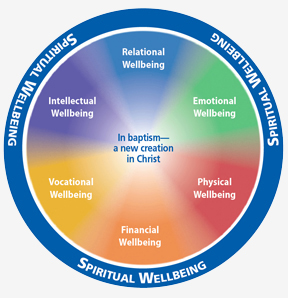 SPIRITUAL WELLBEING
SPIRITUAL WELLBEING
Relational
Wellbeing
Intellectual
Wellbeing
Emotional
Wellbeing
In baptism—
a new creation
in Christ
Vocational
Wellbeing
Physical
Wellbeing
Financial
Wellbeing
SPIRITUAL WELLBEING